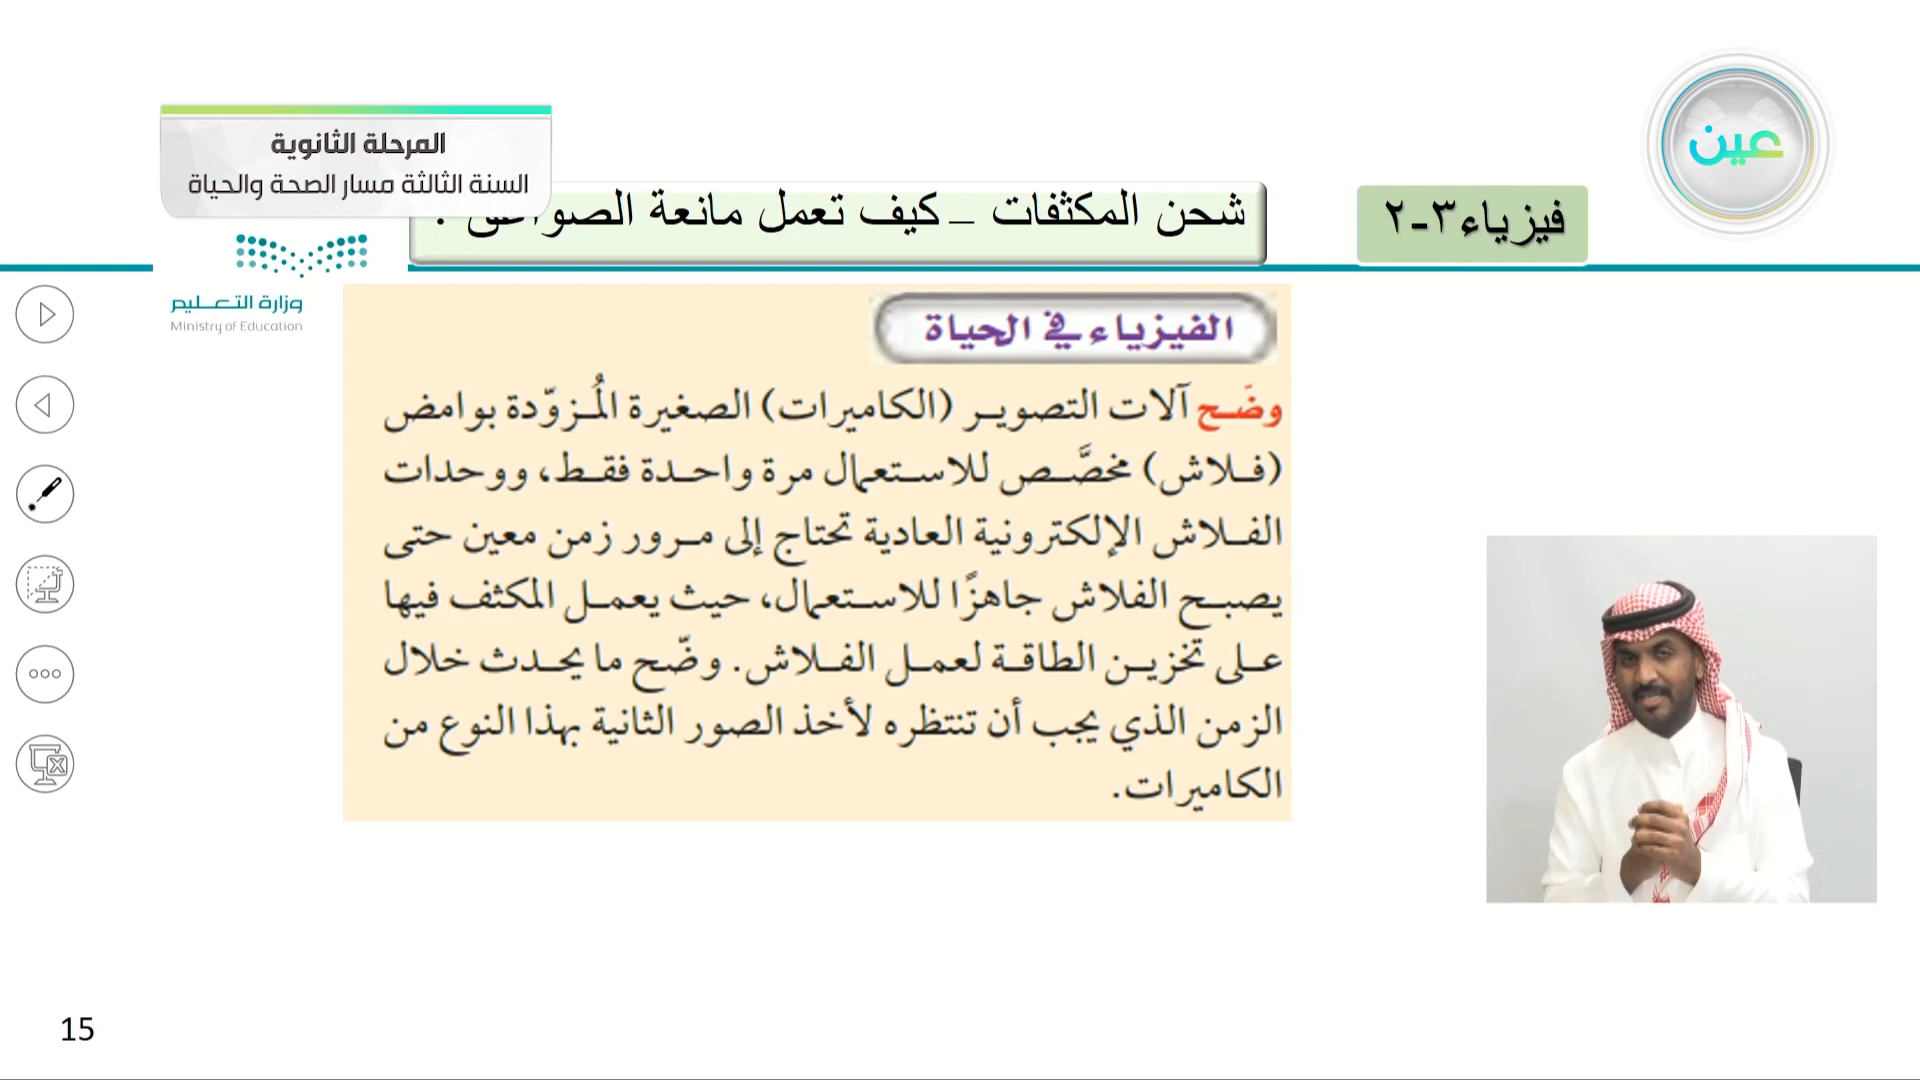 عين
المرحلة الثانوية
السنة الثالثة مسار الصحة والحياة
فيزياء٣-٢
شحن المكثفات – كيف تعمل مانعة
وزارة التعليم
Ministry of Education
الفيزياء في الحياة
وضّح آلات التصوير (الكاميرات) الصغيرة المُزوّدة بوامض
(فلاش) مخصَّص للاستعمال مرة واحدة فقط، ووحدات
الفلاش الإلكترونية العادية تحتاج إلى مرور زمن معين حتى
يصبح الفلاش جاهزًا للاستعمال، حيث يعمل المكثف فيها
على تخزين الطاقة لعمل الفلاش. وضّح ما يحدث خلال
الزمن الذي يجب أن تنتظره لأخذ الصور الثانية بهذا النوع من
الكاميرات.
15